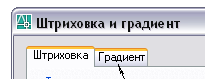 Штриховка и градиент
Штриховка Градиент